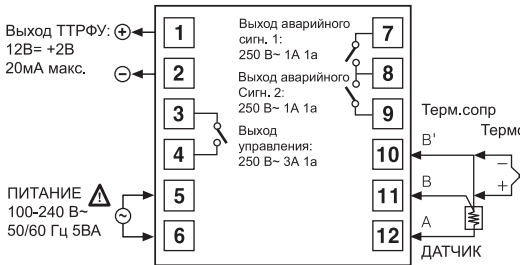 Выход ТТРФУ:
12В= +2В
20мА макс.
+
−
1
2
3
4
5
6
ПИТАНИЕ
100-240 В~
50/60 Гц 5ВА
Выход аварийного
сигн. 1:
250 В~ 1А 1а
Выход аварийного
Сигн. 2:
250 В~ 1А 1а
Выход
управления:
250 В~ 3А 1а
7
8
9
10
11
12
Терм.сопр
Термо
B'
B
A
−
+
ДАТЧИК